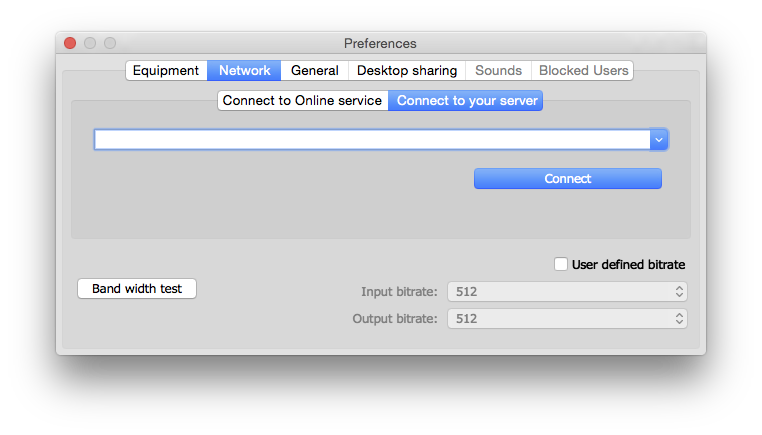 Preferences
Equipment Network General Desktop sharing Sounds Blocked Users
Connect to Online service Connect to your server
Connect
User defined bitrate
Band width test
Input bitrate: 512
Output bitrate: 512